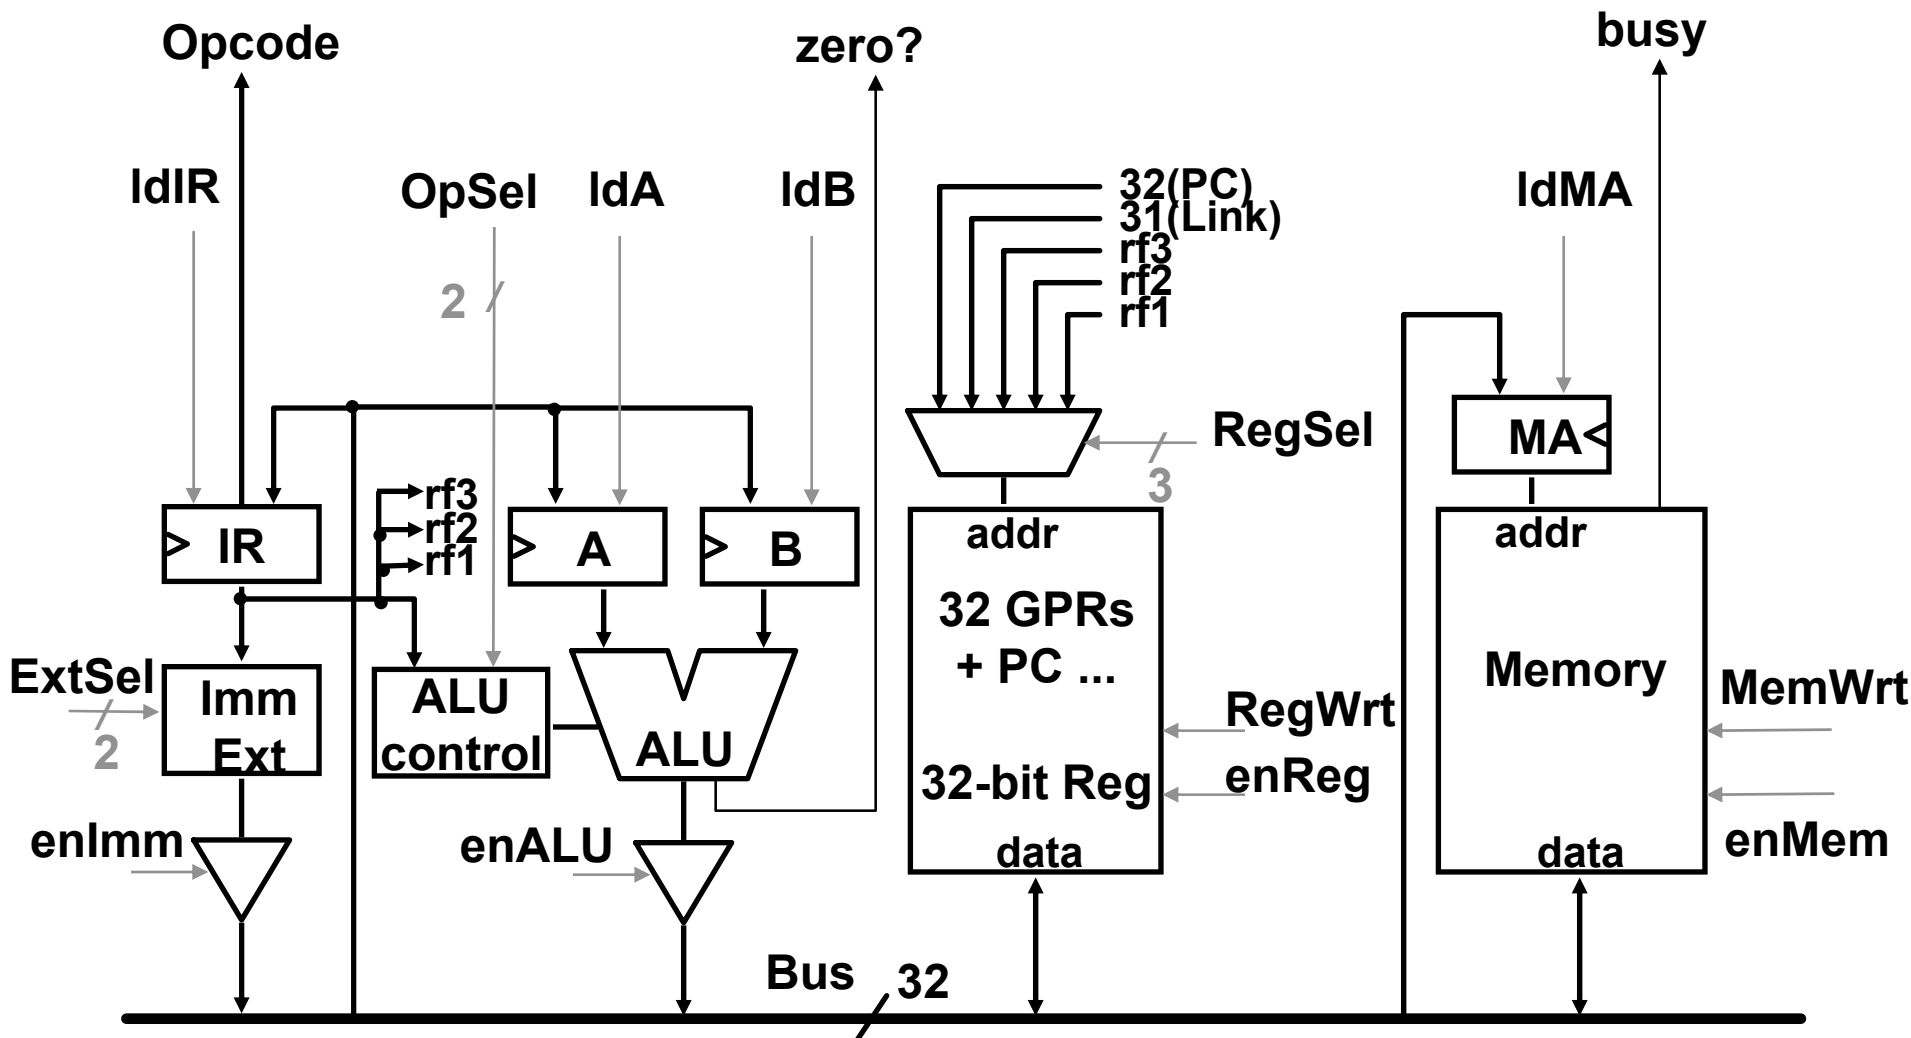 Opcode
zero?
busy
ldIR
OpSel
ldA
ldB
32(PC)
31(Link)
rf3
rf2
rf1
ldMA
2
RegSel
3
MA
rf3
rf2
rf1
IR
A
B
addr
addr
32 GPRs
+ PC ...
Memory
ExtSel
2
Imm
Ext
ALU
control
ALU
RegWrt
MemWrt
32-bit Reg
enReg
enImm
enALU
data
data
enMem
Bus
32